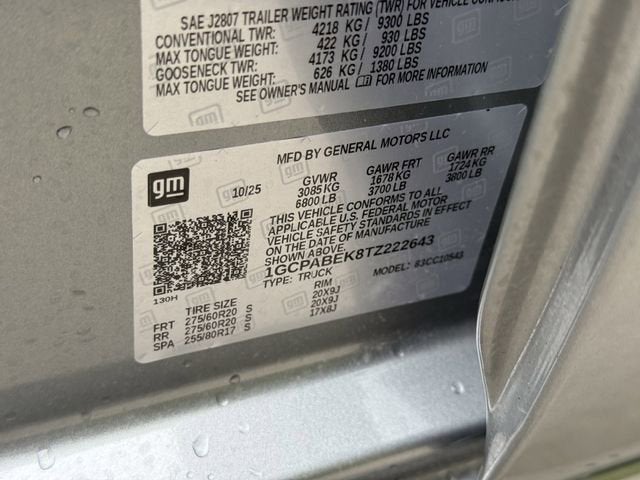 SAE J2807 TRAILER WEIGHT RATING (TWR) FOR VEHICLE
CONVENTIONAL TWR: 4218 KG / 9300 LBS
MAX TONGUE WEIGHT: 422 KG / 930 LBS
GOOSENECK TWR: 4173 KG / 9200 LBS
MAX TONGUE WEIGHT: 626 KG / 1380 LBS
SEE OWNER'S MANUAL FOR MORE INFORMATION
MFD BY GENERAL MOTORS LLC
gm
10/25 GVWR GAWR FRT GAWR RR
3085 KG 1678 KG 1724 KG
6800 LB 3700 LB 3800 LB
THIS VEHICLE CONFORMS TO ALL
APPLICABLE U.S. FEDERAL MOTOR
VEHICLE SAFETY STANDARDS IN EFFECT
ON THE DATE OF MANUFACTURE
SHOWN ABOVE.
1GCPABEK8TZ222643
TYPE: TRUCK MODEL: 83CC10543
130H
TIRE SIZE RIM
FRT 275/60R20 S 20X9J
RR 275/60R20 S 20X9J
SPA 255/80R17 S 17X8J